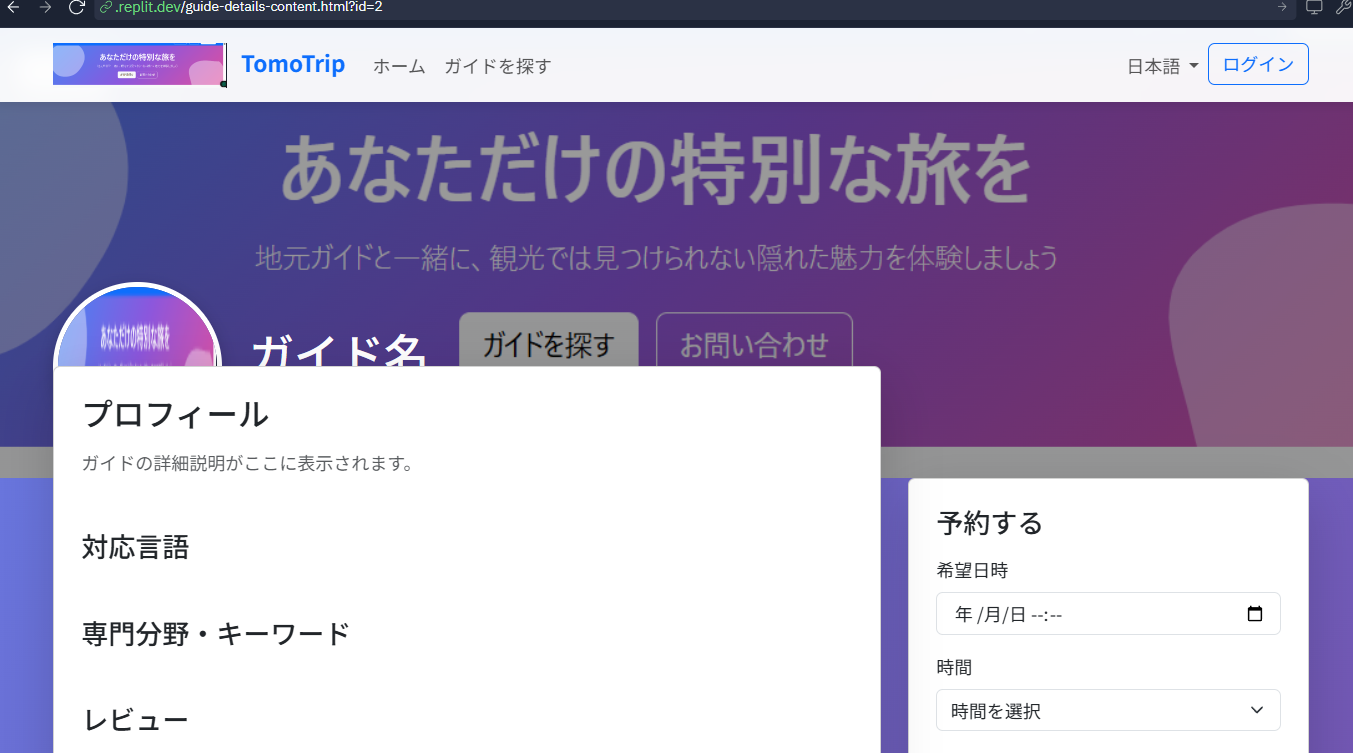 .replit.dev/guide-details-content.html?id=2
あなただけの特別な旅を
TomoTrip
ホーム
ガイドを探す
日本語
ログイン
あなただけの特別な旅を
地元ガイドと一緒に、観光では見つけられない隠れた魅力を体験しましょう
あなただけの特別な旅を
ガイド名
ガイドを探す
お問い合わせ
プロフィール
ガイドの詳細説明がここに表示されます。
対応言語
専門分野・キーワード
レビュー
予約する
希望日時
年 /月/日 --:--
時間
時間を選択